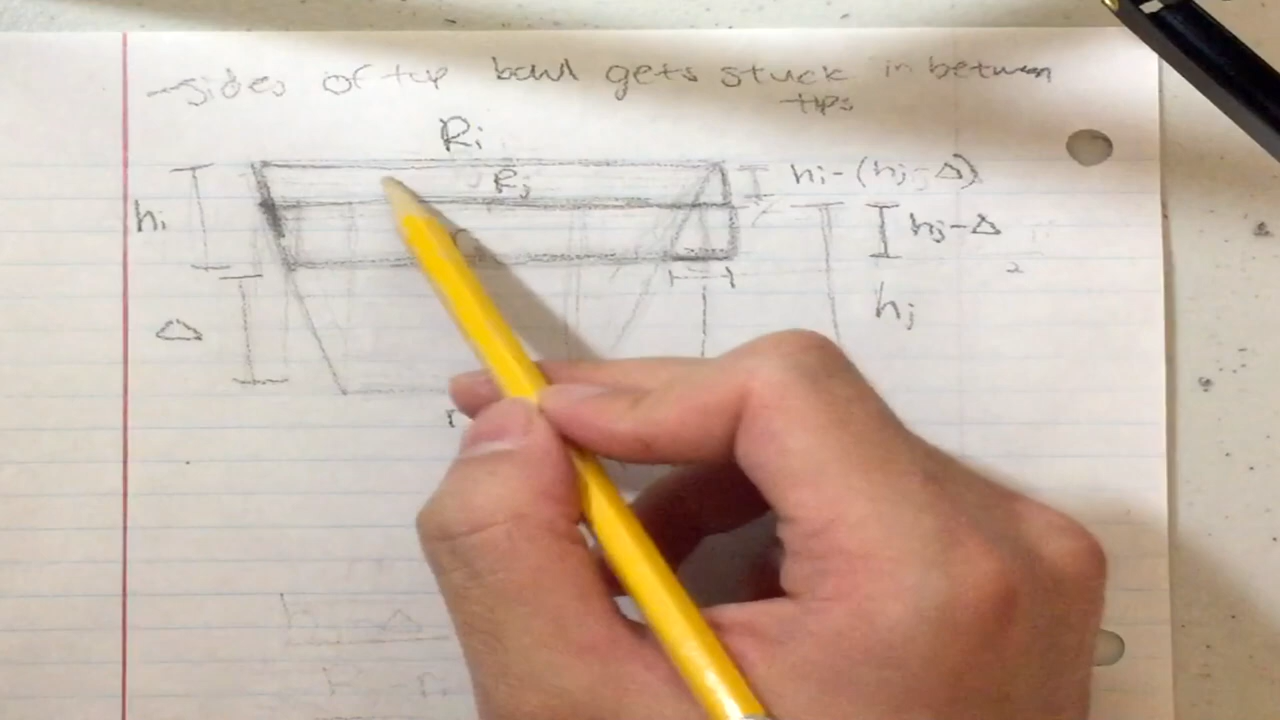 -sides of top bowl gets stuck in between
tips
Ri
Rj
hi-(hj-Δ)
hi
hj-Δ
hj
Δ
r